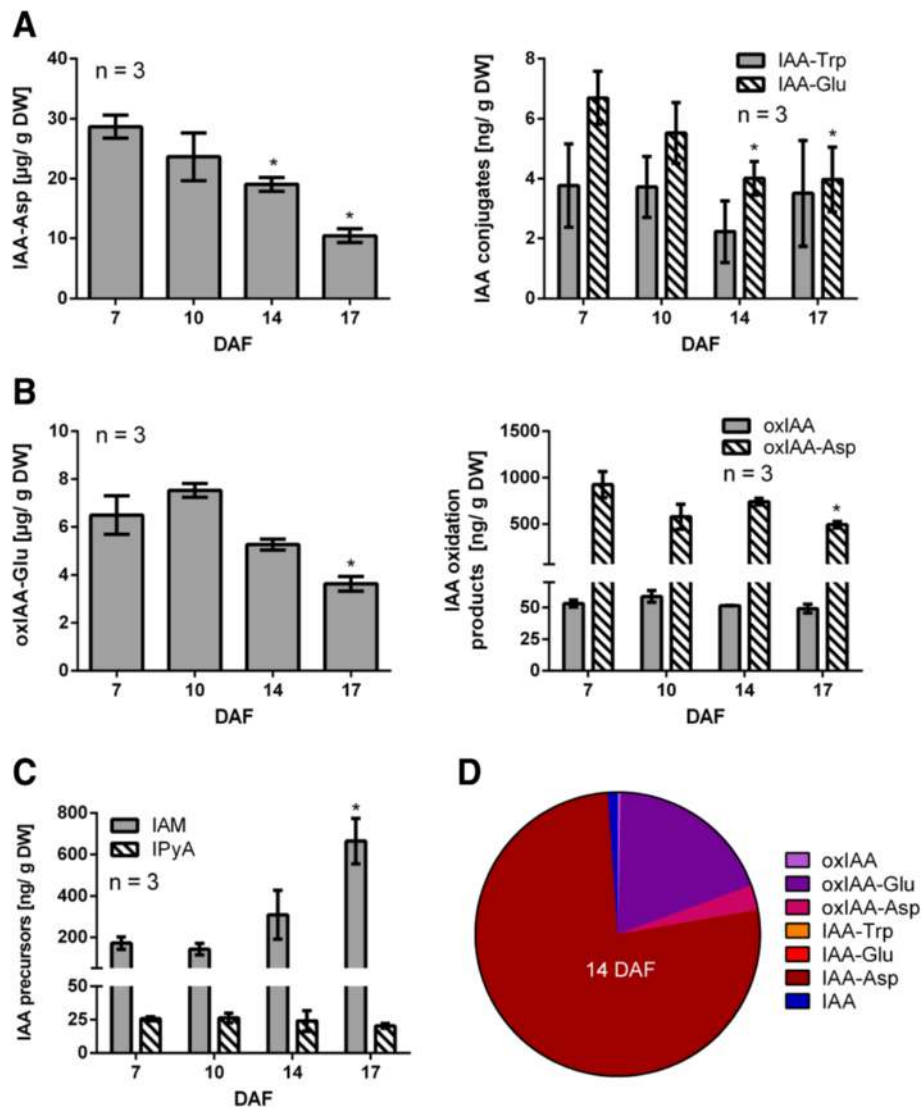 A
IAA-Asp [µg/ g DW]
n = 3
40
30
20
10
0
*
*
7 10 14 17
DAF
IAA conjugates [ng/ g DW]
8
6
4
2
0
IAA-Trp
IAA-Glu
n = 3
*
*
7 10 14 17
DAF
B
oxIAA-Glu [µg/ g DW]
n = 3
10
8
6
4
2
0
*
7 10 14 17
DAF
IAA oxidation
products [ng/ g DW]
1500
1000
500
50
25
0
oxIAA
oxIAA-Asp
n = 3
*
7 10 14 17
DAF
C
IAA precursors [ng/ g DW]
800
600
400
200
50
25
0
IAM
IPyA
n = 3
*
7 10 14 17
DAF
D
14 DAF
oxIAA
oxIAA-Glu
oxIAA-Asp
IAA-Trp
IAA-Glu
IAA-Asp
IAA